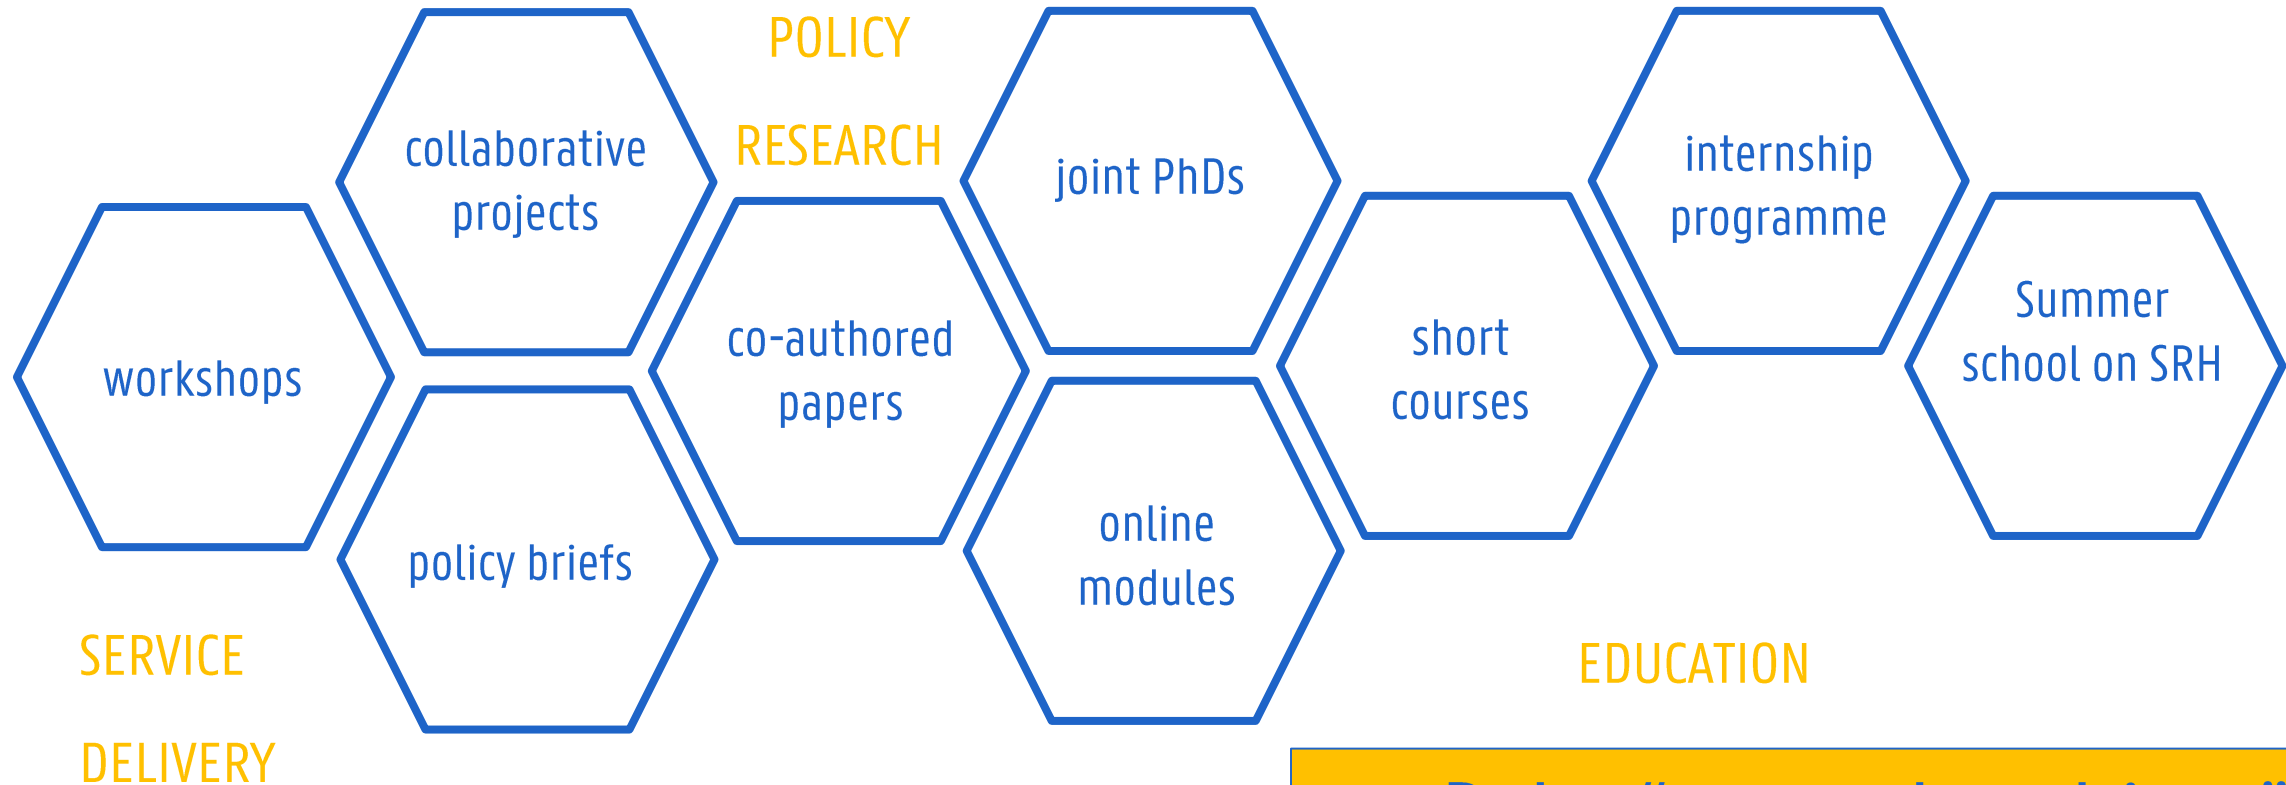 POLICY
RESEARCH
collaborative
projects
joint PhDs
internship
programme
workshops
co-authored
papers
short
courses
Summer
school on SRH
policy briefs
online
modules
SERVICE
DELIVERY
EDUCATION